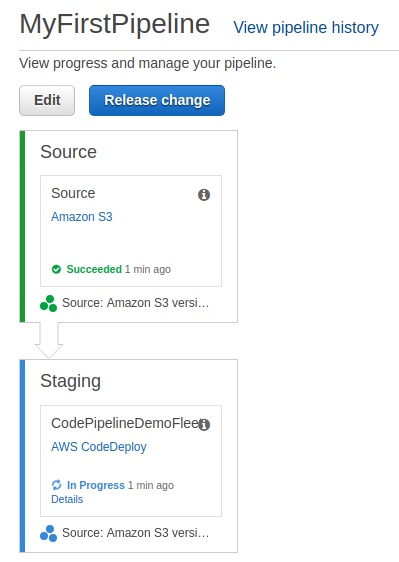 MyFirstPipeline View pipeline history
View progress and manage your pipeline.
Edit Release change
Source
Source
Amazon S3
Succeeded 1 min ago
Source: Amazon S3 versi…
Staging
CodePipelineDemoFleet
AWS CodeDeploy
In Progress 1 min ago
Details
Source: Amazon S3 versi…